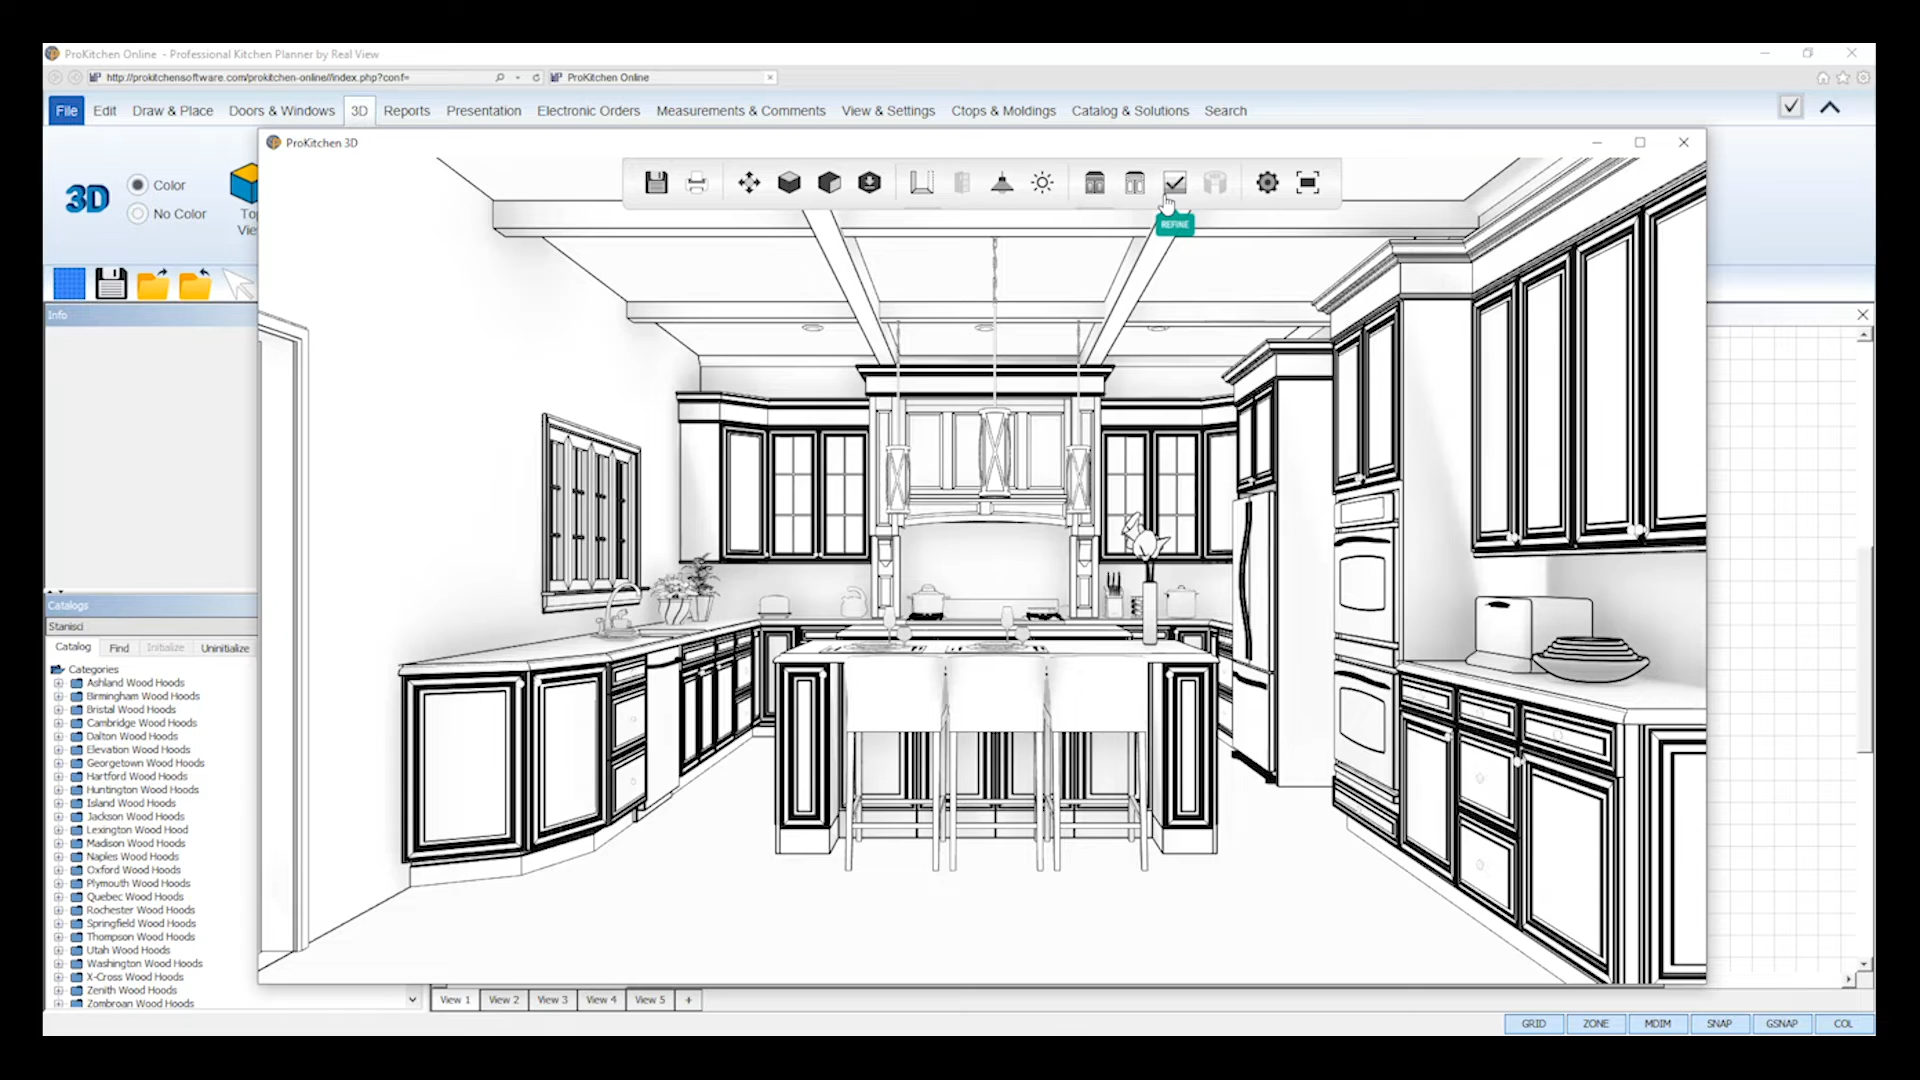 ProKitchen Online - Professional Kitchen Planner by Real View
http://prokitchensoftware.com/prokitchen-online//index.php?conf=
ProKitchen Online
File Edit Draw & Place Doors & Windows 3D Reports Presentation Electronic Orders Measurements & Comments View & Settings Ctops & Moldings Catalog & Solutions Search
ProKitchen 3D
3D
Color
No Color
Top
View
REFINE
Info
Catalogs
Stanisci
Catalog Find Initialize Uninitialize
Categories
Ashland Wood Hoods
Birmingham Wood Hoods
Bristal Wood Hoods
Cambridge Wood Hoods
Dalton Wood Hoods
Elevation Wood Hoods
Georgetown Wood Hoods
Hartford Wood Hoods
Huntington Wood Hoods
Island Wood Hoods
Jackson Wood Hoods
Lexington Wood Hood
Madison Wood Hoods
Naples Wood Hoods
Oxford Wood Hoods
Plymouth Wood Hoods
Quebec Wood Hoods
Rochester Wood Hoods
Springfield Wood Hoods
Thompson Wood Hoods
Utah Wood Hoods
Washington Wood Hoods
X-Cross Wood Hoods
Zenith Wood Hoods
Zombroan Wood Hoods
View 1 View 2 View 3 View 4 View 5 +
GRID ZONE MDIM SNAP GSNAP COL